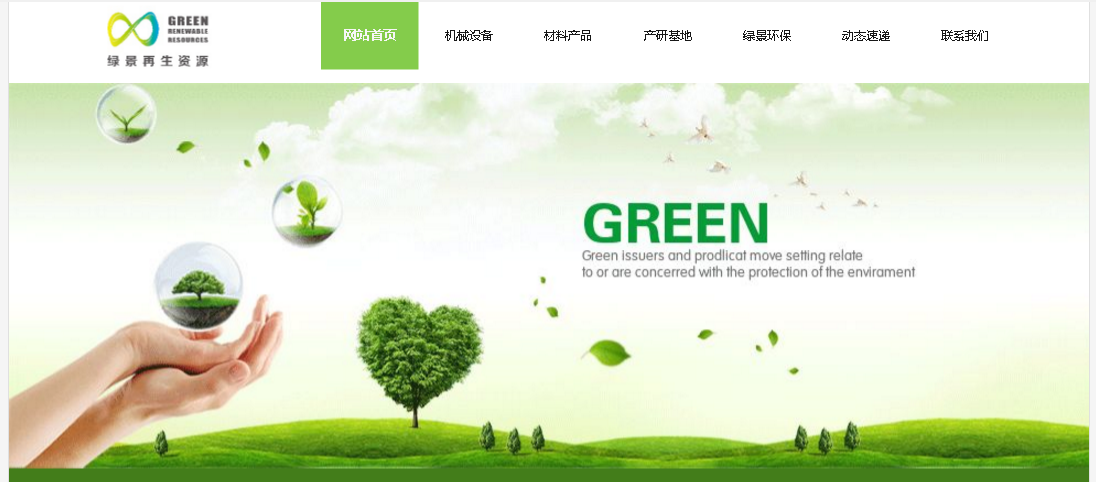 GREEN
RENEWABLE
RESOURCES
绿景再生资源
网站首页 机械设备 材料产品 产研基地 绿景环保 动态速递 联系我们
GREEN
Green issuers and prodlicat move setting relate
to or are concerred with the protection of the envirament